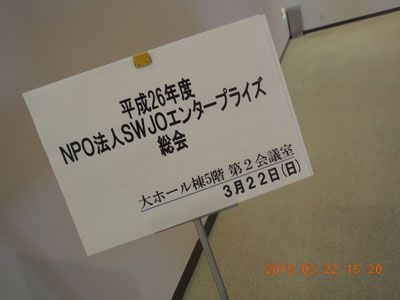 平成26年度
NPO法人SWJOエンタープライズ
総会
大ホール棟5階 第2会議室
3月22日(日)
2015 03 22 15 20